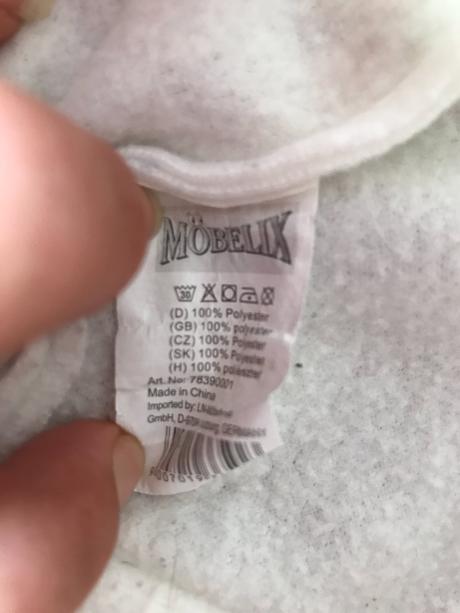 MÖBELIX
30
(D) 100% Polyester
(GB) 100% polyester
(CZ) 100% Polyester
(SK) 100% Polyester
(H) 100% poliészter
Art. No: 78390001
Made in China
Imported by:
GmbH,